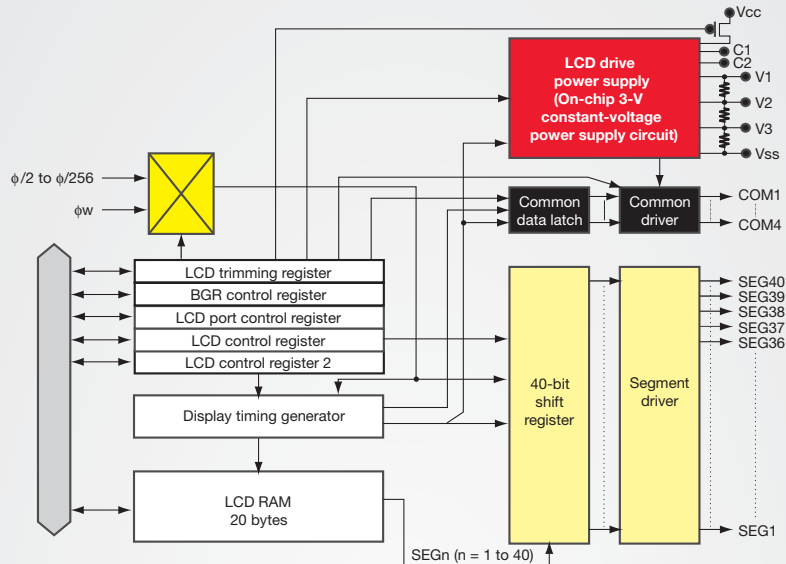 Vcc
C1
C2
LCD drive
power supply
(On-chip 3-V
constant-voltage
power supply circuit)
V1
V2
V3
Vss
ϕ/2 to ϕ/256
ϕw
Common
data latch
Common
driver
COM1
COM4
LCD trimming register
BGR control register
LCD port control register
LCD control register
LCD control register 2
Display timing generator
LCD RAM
20 bytes
40-bit
shift
register
Segment
driver
SEG40
SEG39
SEG38
SEG37
SEG36
SEG1
SEGn (n = 1 to 40)